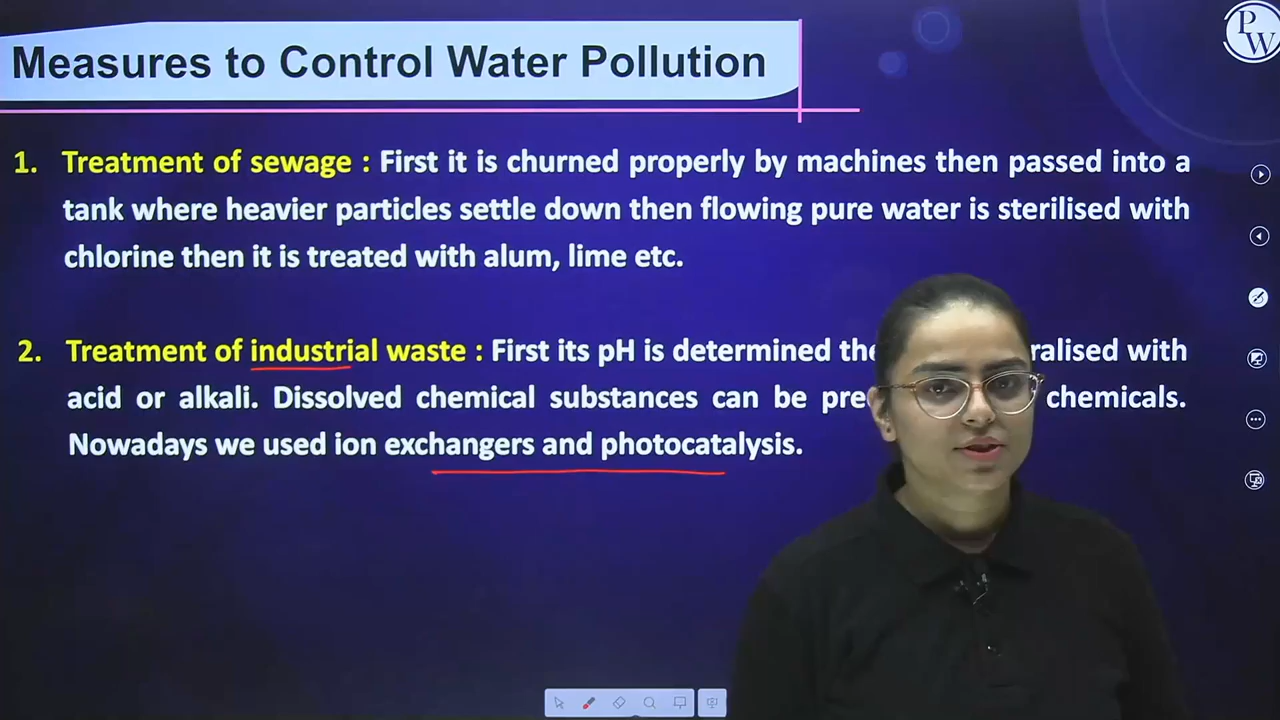 Measures to Control Water Pollution
PW
1. Treatment of sewage : First it is churned properly by machines then passed into a
tank where heavier particles settle down then flowing pure water is sterilised with
chlorine then it is treated with alum, lime etc.
2. Treatment of industrial waste : First its pH is determined with
acid or alkali. Dissolved chemical substances can be chemicals.
Nowadays we used ion exchangers and photocatalysis.